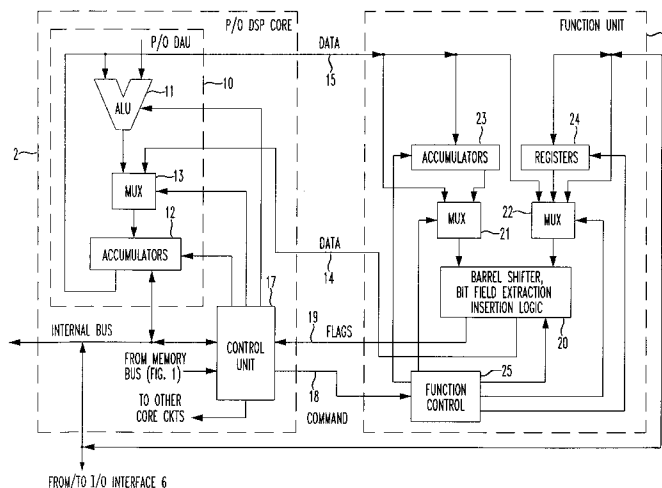 P/O DSP CORE
FUNCTION UNIT
P/O DAU
DATA
15
10
11
ALU
23
24
2
ACCUMULATORS
REGISTERS
13
MUX
22
MUX
MUX
21
12
DATA
14
ACCUMULATORS
17
BARREL SHIFTER,
BIT FIELD EXTRACTION
INSERTION LOGIC
19
INTERNAL BUS
FLAGS
20
CONTROL
UNIT
FROM MEMORY
BUS (FIG. 1)
25
FUNCTION
CONTROL
18
TO OTHER
CORE CKTS
COMMAND
FROM/TO I/O INTERFACE 6